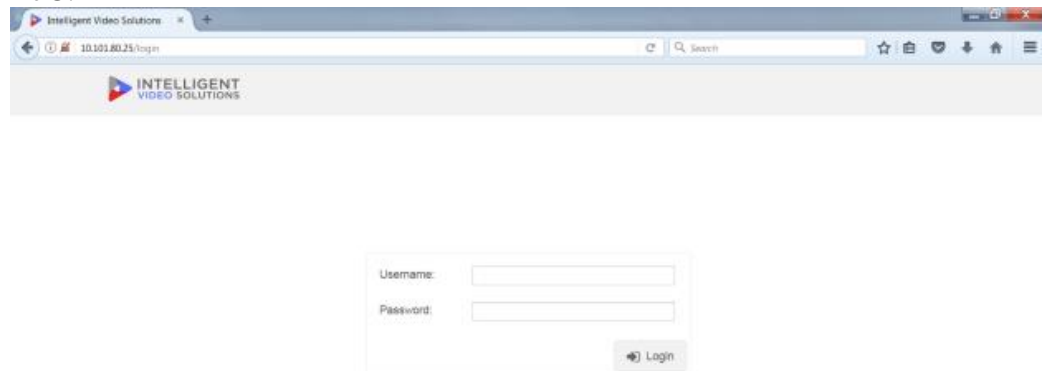 Intelligent Video Solutions × +
10.101.80.25/login Search
INTELLIGENT
VIDEO SOLUTIONS
Username:
Password:
Login